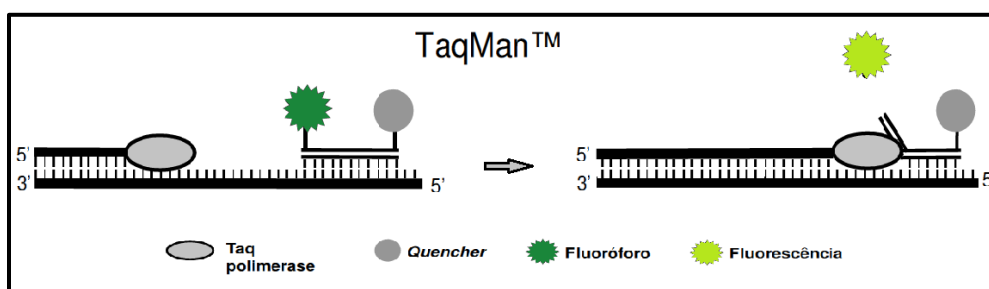 TaqMan™
5'
3'
5'
5'
3'
5'
Taq
polimerase
Quencher
Fluoróforo
Fluorescência